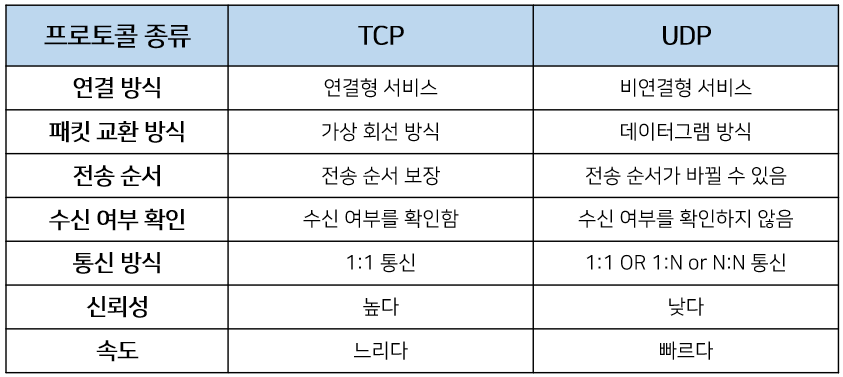 프로토콜 종류 TCP UDP
연결 방식 연결형 서비스 비연결형 서비스
패킷 교환 방식 가상 회선 방식 데이터그램 방식
전송 순서 전송 순서 보장 전송 순서가 바뀔 수 있음
수신 여부 확인 수신 여부를 확인함 수신 여부를 확인하지 않음
통신 방식 1:1 통신 1:1 OR 1:N or N:N 통신
신뢰성 높다 낮다
속도 느리다 빠르다